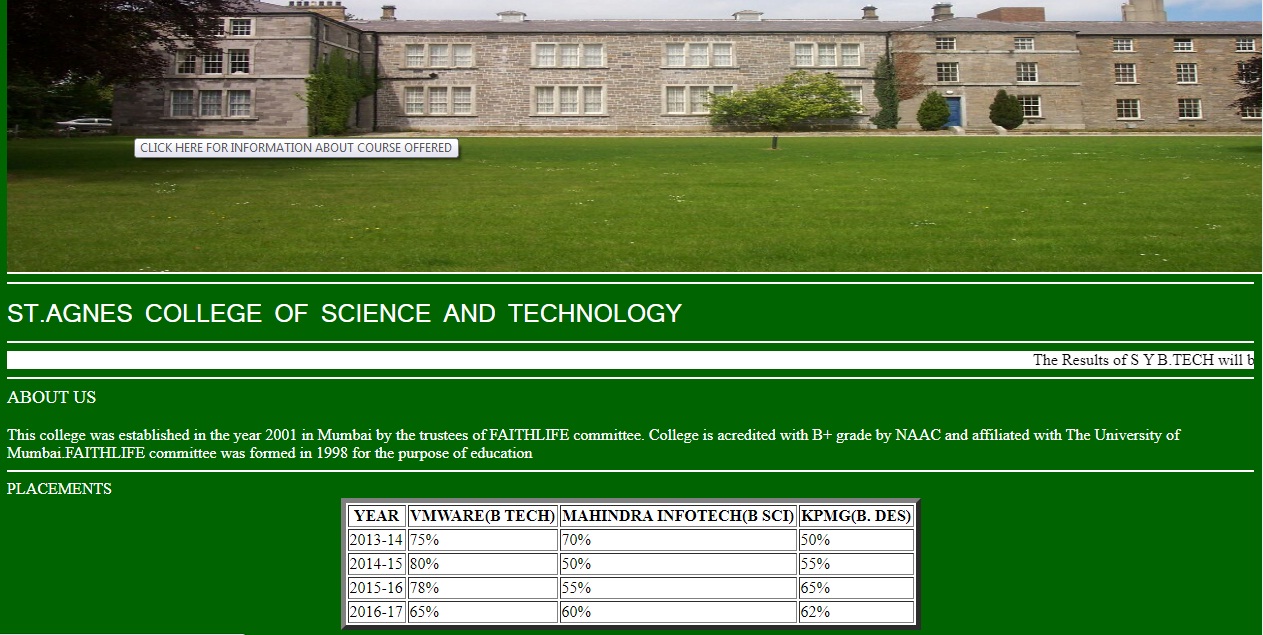 CLICK HERE FOR INFORMATION ABOUT COURSE OFFERED
ST.AGNES COLLEGE OF SCIENCE AND TECHNOLOGY
The Results of S Y B.TECH will b
ABOUT US
This college was established in the year 2001 in Mumbai by the trustees of FAITHLIFE committee. College is acredited with B+ grade by NAAC and affiliated with The University of
Mumbai.FAITHLIFE committee was formed in 1998 for the purpose of education
PLACEMENTS
YEAR VMWARE(B TECH) MAHINDRA INFOTECH(B SCI) KPMG(B. DES)
2013-14 75% 70% 50%
2014-15 80% 50% 55%
2015-16 78% 55% 65%
2016-17 65% 60% 62%